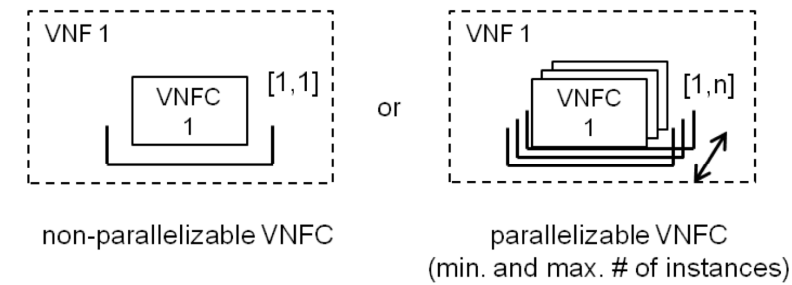 VNF 1
VNFC
1
[1,1]
non-parallelizable VNFC
or
VNF 1
VNFC
1
[1,n]
parallelizable VNFC
(min. and max. # of instances)